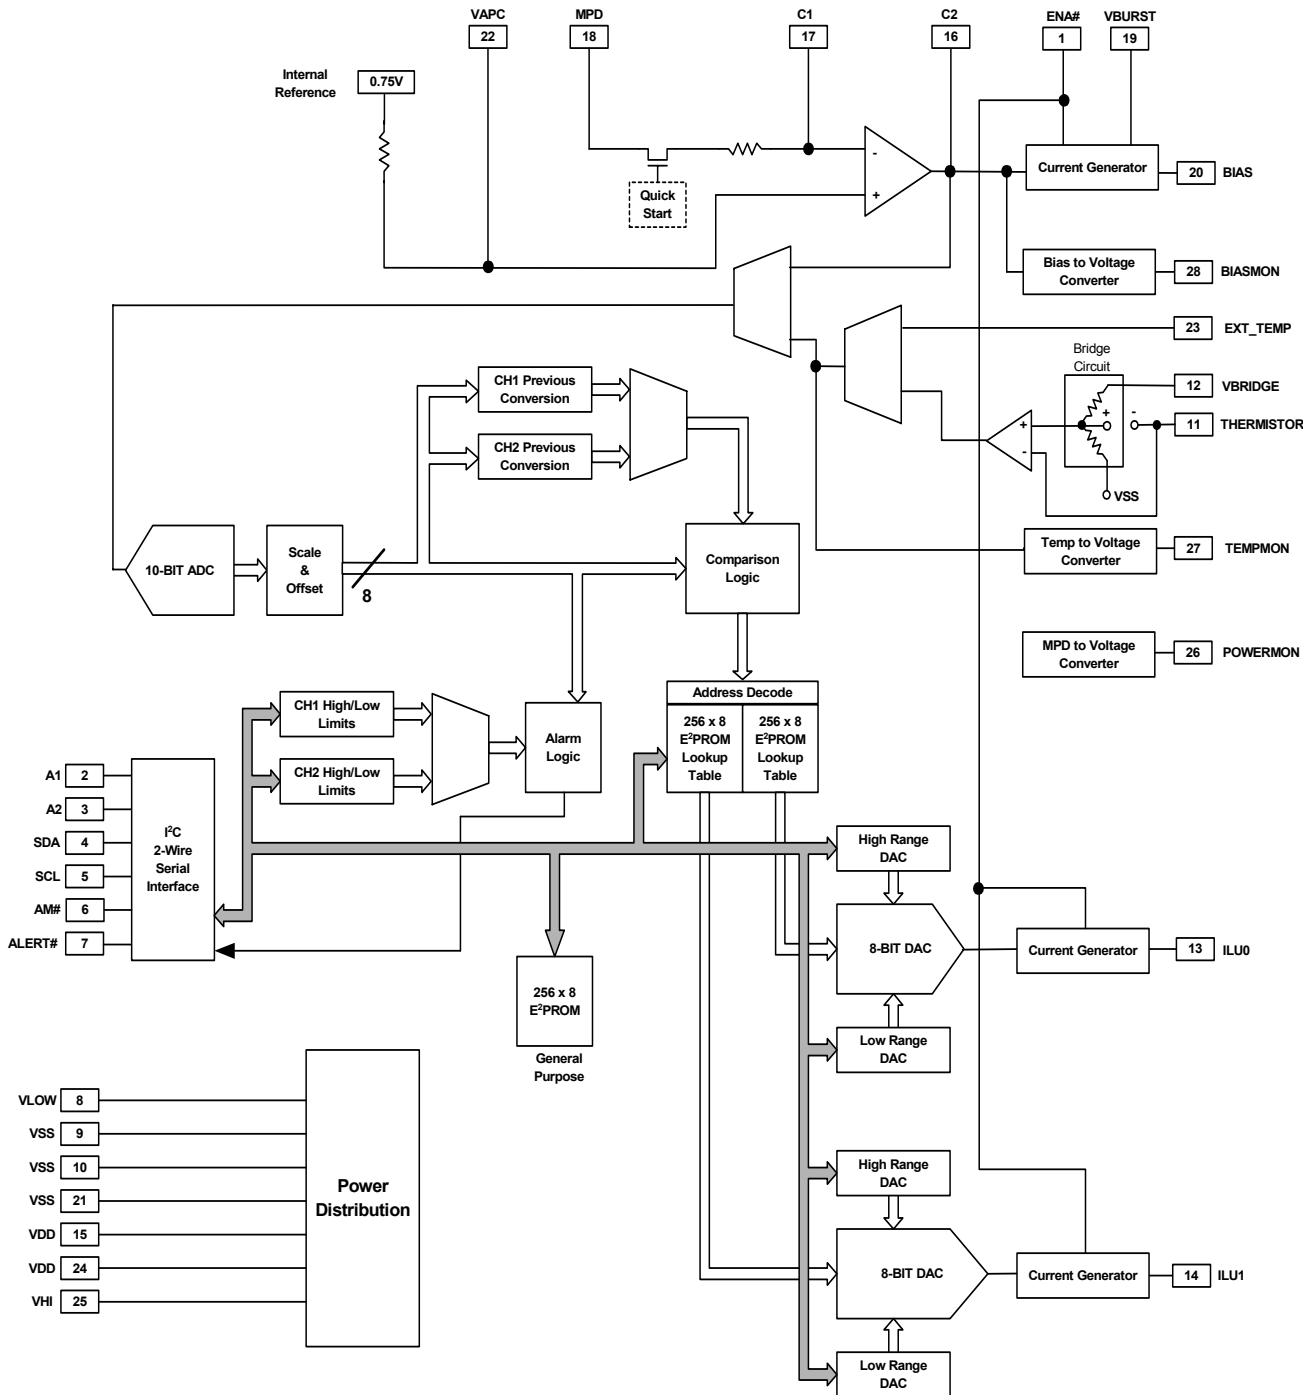 VAPC
22
MPD
18
C1
17
C2
16
ENA#
1
VBURST
19
Internal
Reference
0.75V
-
+
Quick
Start
Current Generator
20
BIAS
Bias to Voltage
Converter
28
BIASMON
23
EXT_TEMP
Bridge
Circuit
+
-
12
VBRIDGE
11
THERMISTOR
+
-
VSS
Temp to Voltage
Converter
27
TEMPMON
MPD to Voltage
Converter
26
POWERMON
CH1 Previous
Conversion
CH2 Previous
Conversion
10-BIT ADC
Scale
&
Offset
8
Comparison
Logic
Address Decode
256 x 8
E²PROM
Lookup
Table
256 x 8
E²PROM
Lookup
Table
CH1 High/Low
Limits
CH2 High/Low
Limits
Alarm
Logic
A1
2
A2
3
SDA
4
SCL
5
AM#
6
ALERT#
7
I²C
2-Wire
Serial
Interface
256 x 8
E²PROM
General
Purpose
High Range
DAC
8-BIT DAC
Low Range
DAC
Current Generator
13
ILU0
High Range
DAC
8-BIT DAC
Low Range
DAC
Current Generator
14
ILU1
VLOW
8
VSS
9
VSS
10
VSS
21
VDD
15
VDD
24
VHI
25
Power
Distribution